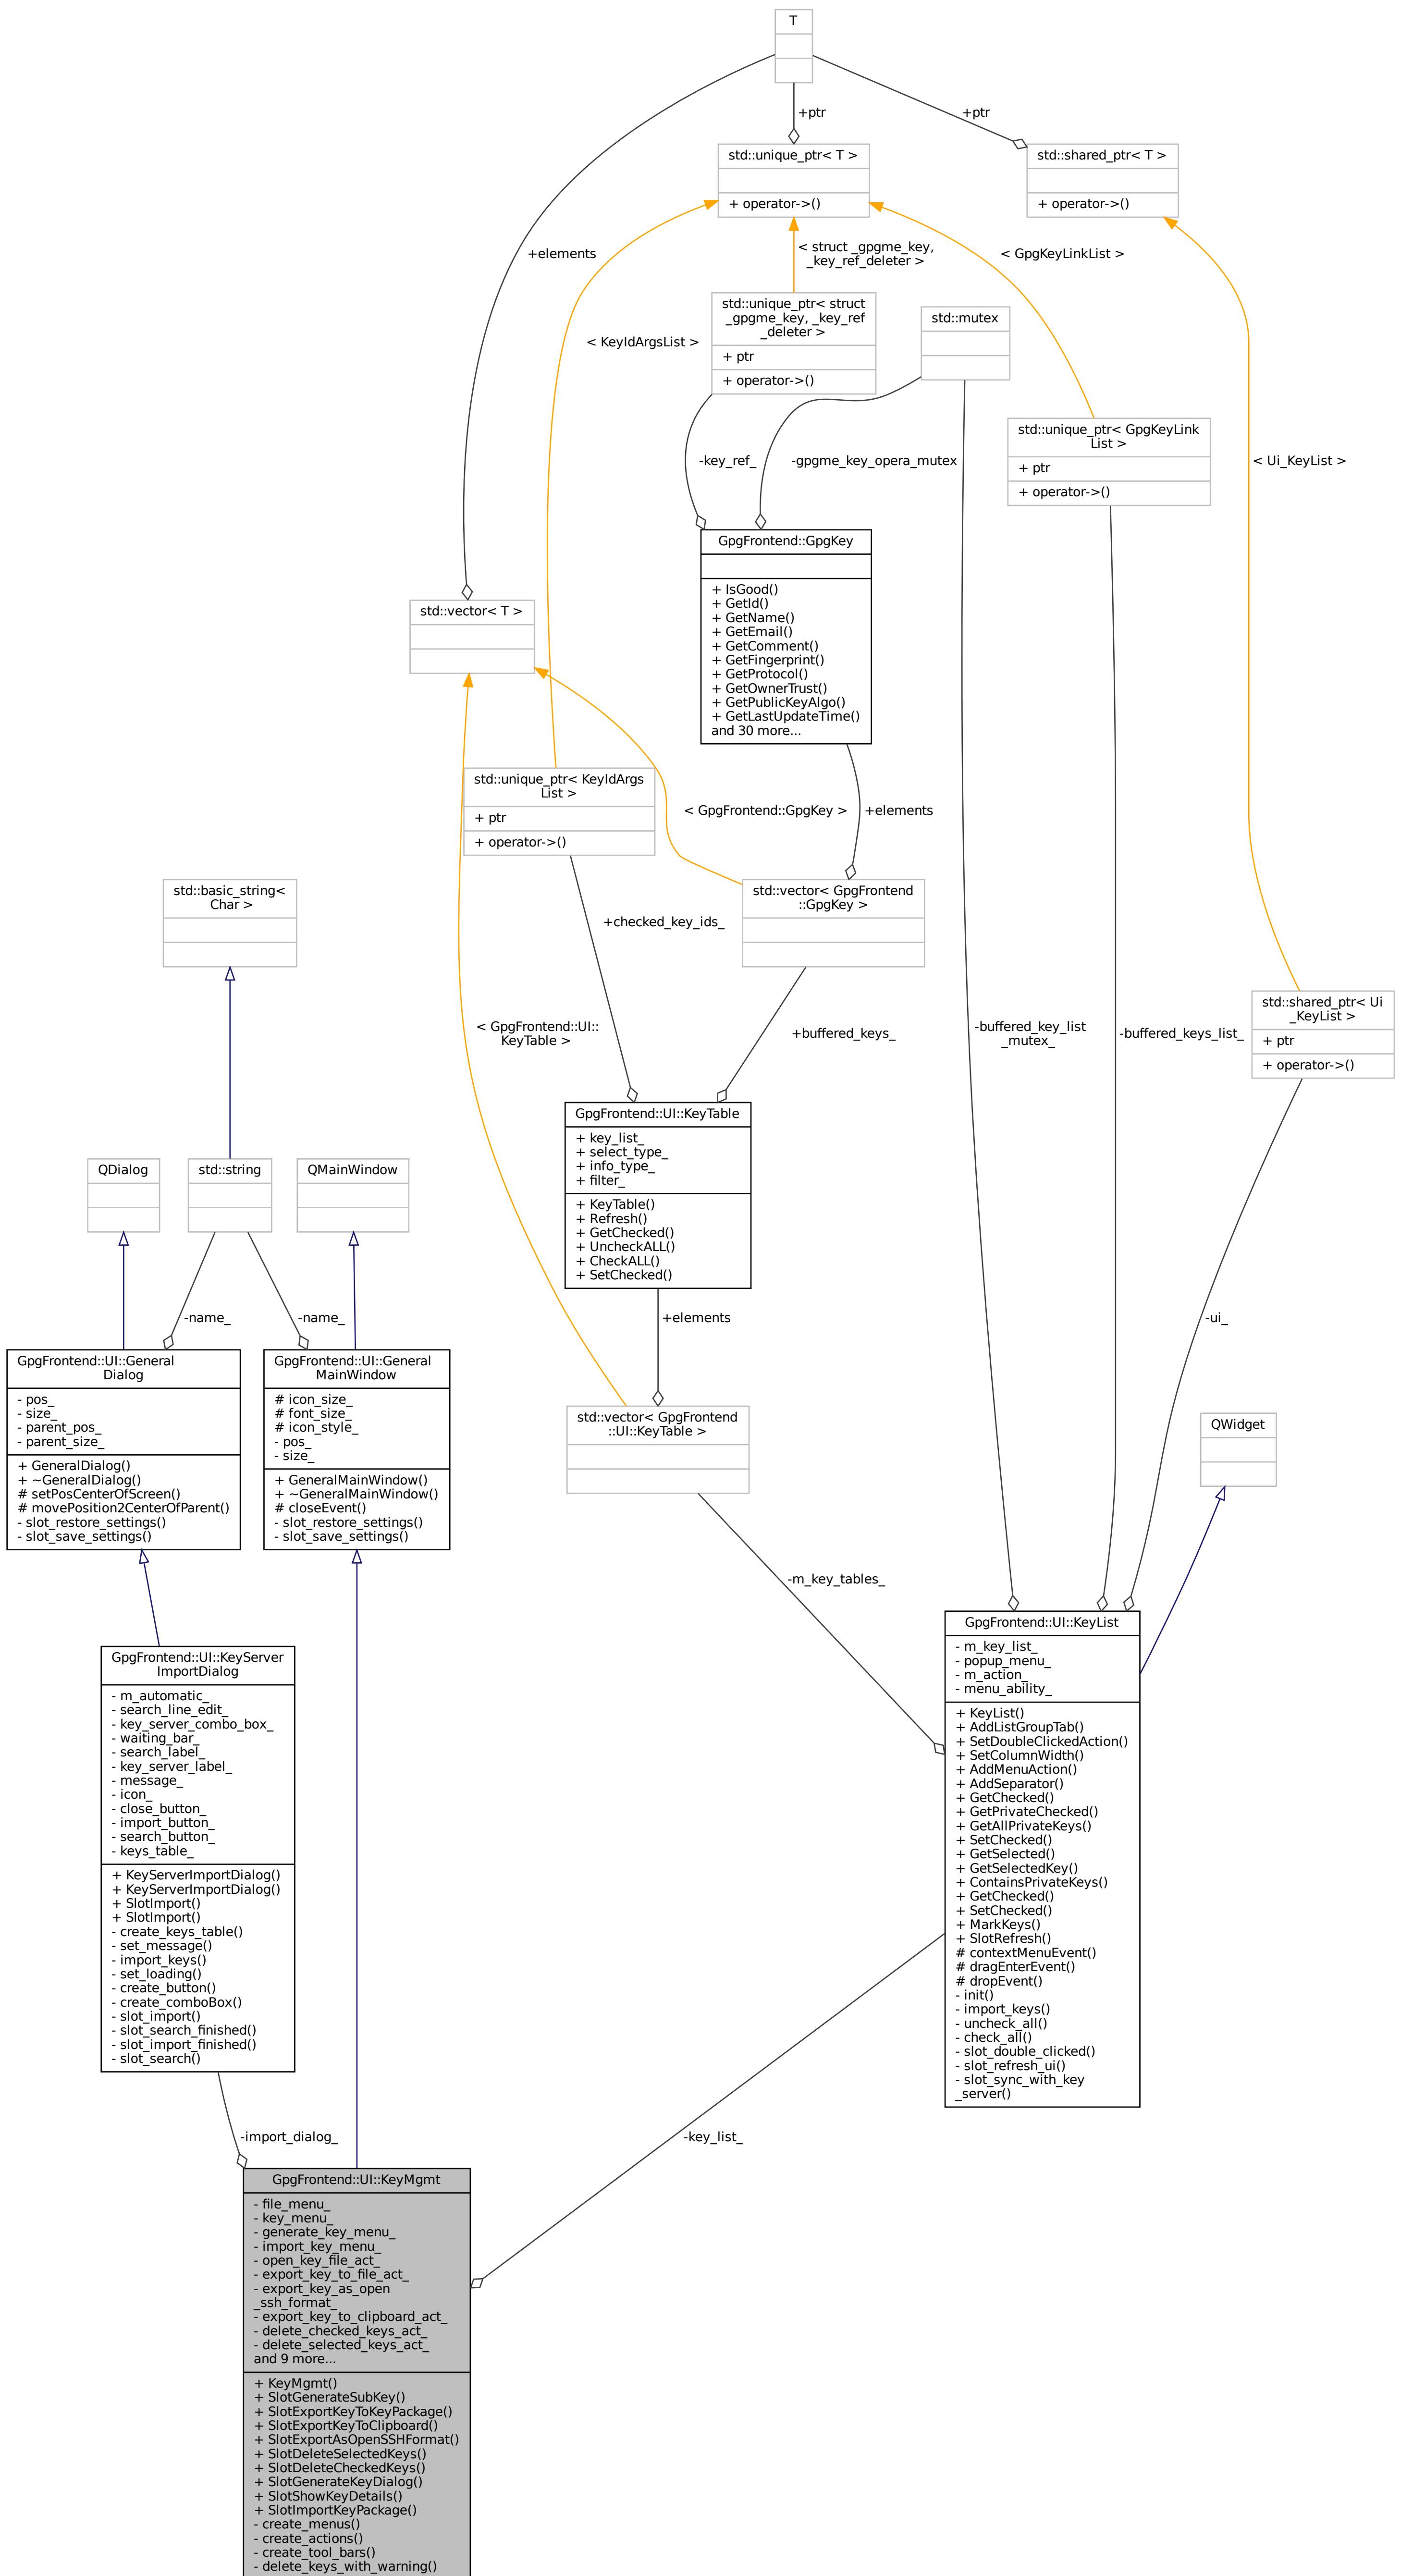 T
+ptr
+ptr
std::unique_ptr< T >
+ operator->()
std::shared_ptr< T >
+ operator->()
+elements
< struct _gpgme_key,
_key_ref_deleter >
< GpgKeyLinkList >
std::unique_ptr< struct
_gpgme_key, _key_ref
_deleter >
+ ptr
+ operator->()
std::mutex
< KeyIdArgsList >
std::unique_ptr< GpgKeyLink
List >
+ ptr
+ operator->()
-key_ref_
-gpgme_key_opera_mutex
< Ui_KeyList >
GpgFrontend::GpgKey
+ IsGood()
+ GetId()
+ GetName()
+ GetEmail()
+ GetComment()
+ GetFingerprint()
+ GetProtocol()
+ GetOwnerTrust()
+ GetPublicKeyAlgo()
+ GetLastUpdateTime()
and 30 more...
std::vector< T >
std::unique_ptr< KeyIdArgs
List >
+ ptr
+ operator->()
< GpgFrontend::GpgKey >
+elements
std::basic_string<
Char >
std::vector< GpgFrontend
::GpgKey >
+checked_key_ids_
< GpgFrontend::UI::
KeyTable >
+buffered_keys_
-buffered_key_list
_mutex_
-buffered_keys_list_
std::shared_ptr< Ui
_KeyList >
+ ptr
+ operator->()
GpgFrontend::UI::KeyTable
+ key_list_
+ select_type_
+ info_type_
+ filter_
+ KeyTable()
+ Refresh()
+ GetChecked()
+ UncheckALL()
+ CheckALL()
+ SetChecked()
QDialog
std::string
QMainWindow
-name_
-name_
+elements
-ui_
GpgFrontend::UI::General
Dialog
- pos_
- size_
- parent_pos_
- parent_size_
+ GeneralDialog()
+ ~GeneralDialog()
# setPosCenterOfScreen()
# movePosition2CenterOfParent()
- slot_restore_settings()
- slot_save_settings()
GpgFrontend::UI::General
MainWindow
# icon_size_
# font_size_
# icon_style_
- pos_
- size_
+ GeneralMainWindow()
+ ~GeneralMainWindow()
# closeEvent()
- slot_restore_settings()
- slot_save_settings()
std::vector< GpgFrontend
::UI::KeyTable >
QWidget
-m_key_tables_
GpgFrontend::UI::KeyList
- m_key_list_
- popup_menu_
- m_action_
- menu_ability_
+ KeyList()
+ AddListGroupTab()
+ SetDoubleClickedAction()
+ SetColumnWidth()
+ AddMenuAction()
+ AddSeparator()
+ GetChecked()
+ GetPrivateChecked()
+ GetAllPrivateKeys()
+ SetChecked()
+ GetSelected()
+ GetSelectedKey()
+ ContainsPrivateKeys()
+ GetChecked()
+ SetChecked()
+ MarkKeys()
+ SlotRefresh()
# contextMenuEvent()
# dragEnterEvent()
# dropEvent()
- init()
- import_keys()
- uncheck_all()
- check_all()
- slot_double_clicked()
- slot_refresh_ui()
- slot_sync_with_key
_server()
GpgFrontend::UI::KeyServer
ImportDialog
- m_automatic_
- search_line_edit_
- key_server_combo_box_
- waiting_bar_
- search_label_
- key_server_label_
- message_
- icon_
- close_button_
- import_button_
- search_button_
- keys_table_
+ KeyServerImportDialog()
+ KeyServerImportDialog()
+ SlotImport()
+ SlotImport()
- create_keys_table()
- set_message()
- import_keys()
- set_loading()
- create_button()
- create_comboBox()
- slot_import()
- slot_search_finished()
- slot_import_finished()
- slot_search()
-import_dialog_
-key_list_
GpgFrontend::UI::KeyMgmt
- file_menu_
- key_menu_
- generate_key_menu_
- import_key_menu_
- open_key_file_act_
- export_key_to_file_act_
- export_key_as_open
_ssh_format_
- export_key_to_clipboard_act_
- delete_checked_keys_act_
- delete_selected_keys_act_
and 9 more...
+ KeyMgmt()
+ SlotGenerateSubKey()
+ SlotExportKeyToKeyPackage()
+ SlotExportKeyToClipboard()
+ SlotExportAsOpenSSHFormat()
+ SlotDeleteSelectedKeys()
+ SlotDeleteCheckedKeys()
+ SlotGenerateKeyDialog()
+ SlotShowKeyDetails()
+ SlotImportKeyPackage()
- create_menus()
- create_actions()
- create_tool_bars()
- delete_keys_with_warning()